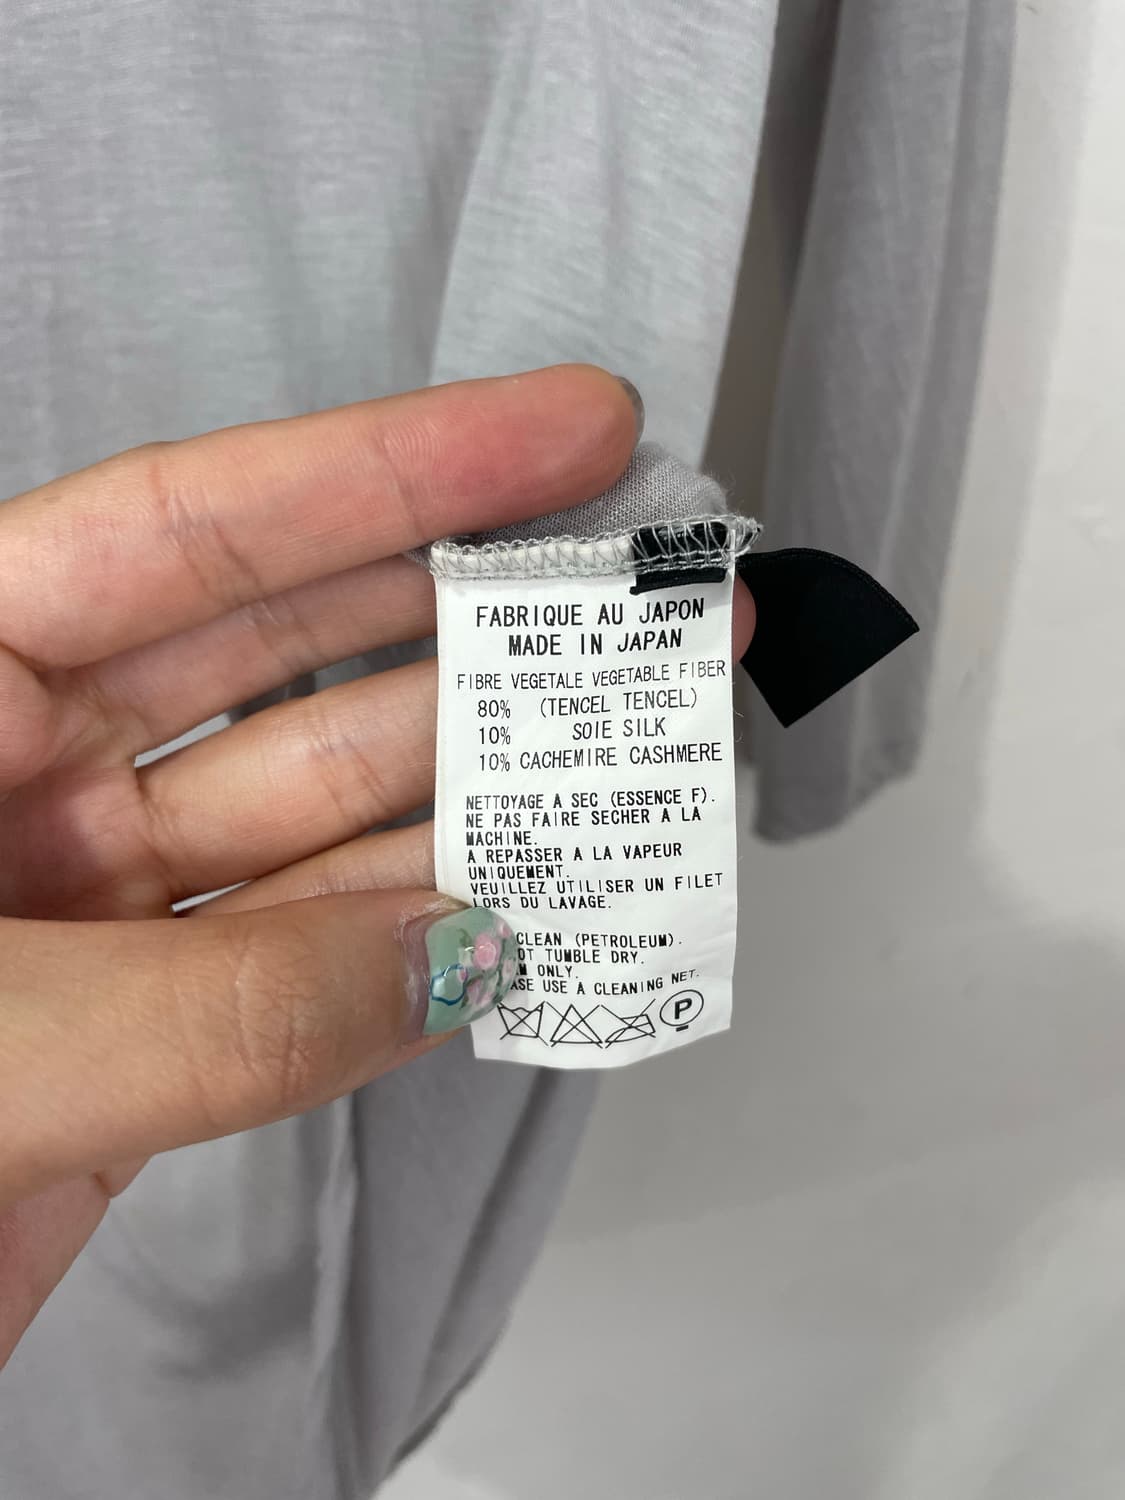 FABRIQUE AU JAPON
MADE IN JAPAN
FIBRE VEGETALE VEGETABLE FIBER
80% (TENCEL TENCEL)
10% SOIE SILK
10% CACHEMIRE CASHMERE
NETTOYAGE A SEC (ESSENCE F).
NE PAS FAIRE SECHER A LA
MACHINE.
A REPASSER A LA VAPEUR
UNIQUEMENT.
VEUILLEZ UTILISER UN FILET
LORS DU LAVAGE.
CLEAN (PETROLEUM).
TUMBLE DRY.
ONLY.
USE A CLEANING NET.
P